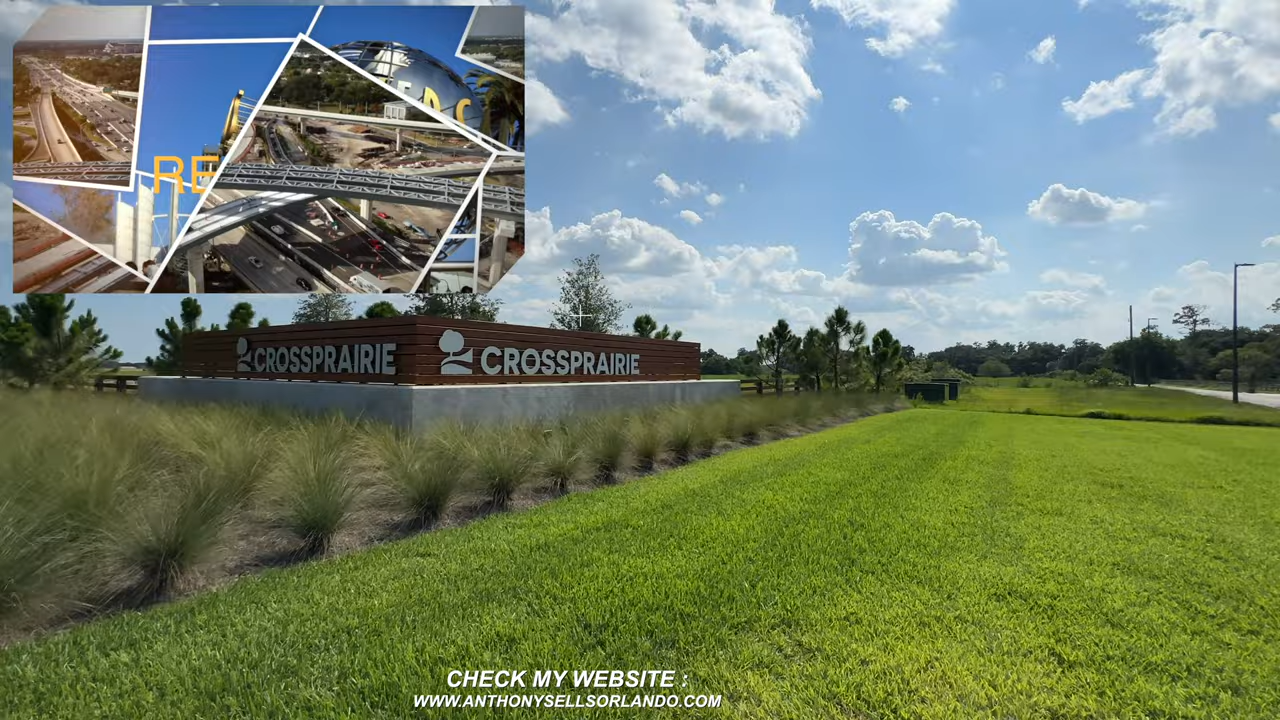 RE
CROSSPRAIRIE
CROSSPRAIRIE
CHECK MY WEBSITE :
WWW.ANTHONYSELLSORLANDO.COM